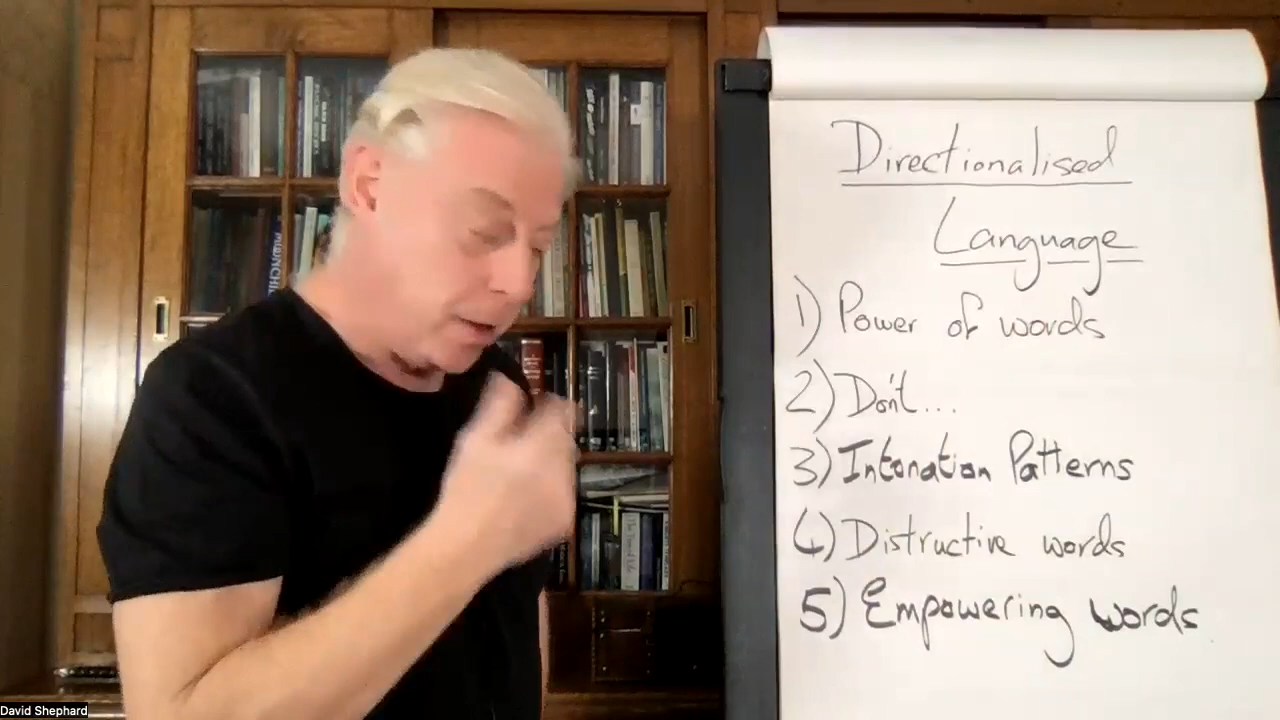 Directionalised
Language
1) Power of words
2) Don't...
3) Intonation Patterns
4) Distructive words
5) Empowering words
David Shephard